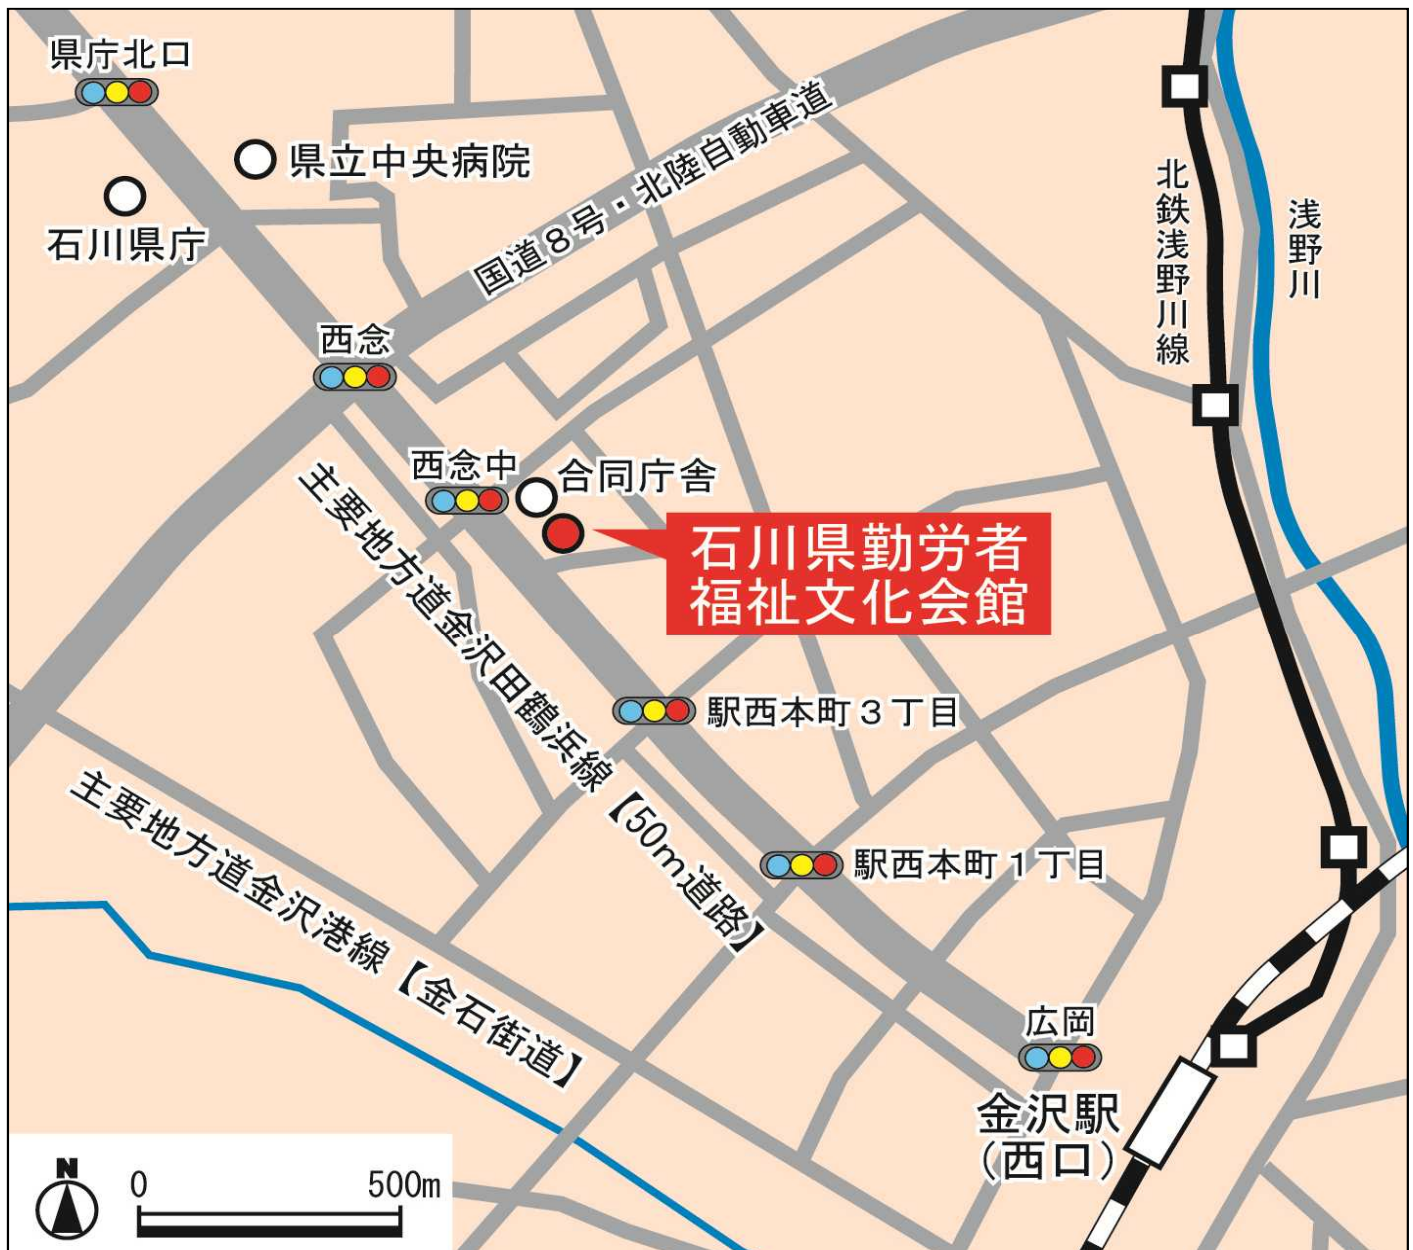 県庁北口
県立中央病院
石川県庁
国道８号・北陸自動車道
北鉄浅野川線
浅野川
西念
西念中
合同庁舎
石川県勤労者
福祉文化会館
主要地方道金沢田鶴浜線【50m道路】
駅西本町３丁目
主要地方道金沢港線【金石街道】
駅西本町１丁目
広岡
金沢駅
（西口）
N
0 500m